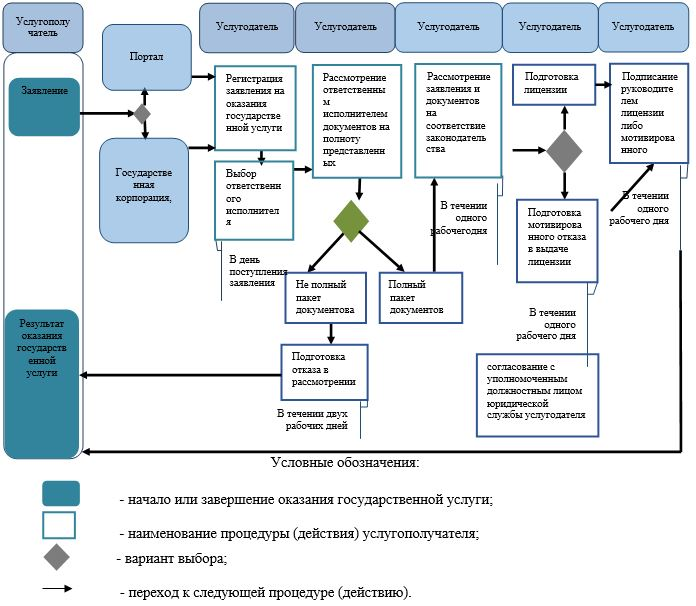 Услугополу
чатель
Услугодатель
Услугодатель
Услугодатель
Услугодатель
Услугодатель
Заявление
Портал
Государстве
нная
корпорация,
Регистрация
заявления на
оказания
государстве
нной услуги
Выбор
ответствен
ного
исполнител
я
В день
поступления
заявления
Рассмотрение
ответственны
м
исполнителем
документов на
полноту
представленн
ых
Не полный
пакет
документова
Полный
пакет
документов
Подготовка
отказа в
рассмотрении
В течении двух
рабочих дней
Рассмотрение
заявления и
документов
на
соответствие
законодатель
ства
В течении
одного
рабочегодня
Подготовка
лицензии
Подготовка
мотивирова
нного отказа
в выдаче
лицензии
В течении
одного
рабочего дня
согласование с
уполномоченным
должностным лицом
юридической
службы услугодателя
Подписание
руководите
лем
лицензии
либо
мотивирова
нного
В течении
одного
рабочего дня
Результат
оказания
государств
енной
услуги
Условные обозначения:
- начало или завершение оказания государственной услуги;
- наименование процедуры (действия) услугополучателя;
- вариант выбора;
- переход к следующей процедуре (действию).